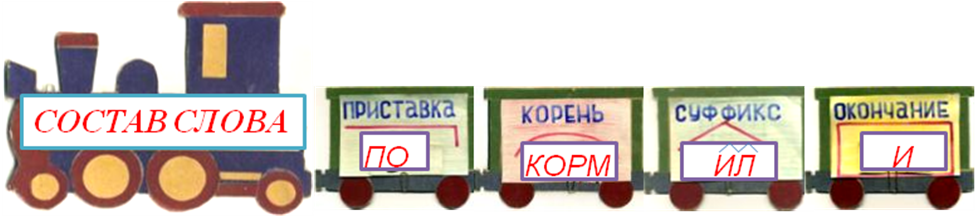 СОСТАВ СЛОВА
ПРИСТАВКА
ПО
КОРЕНЬ
КОРМ
СУФФИКС
ИЛ
ОКОНЧАНИЕ
И